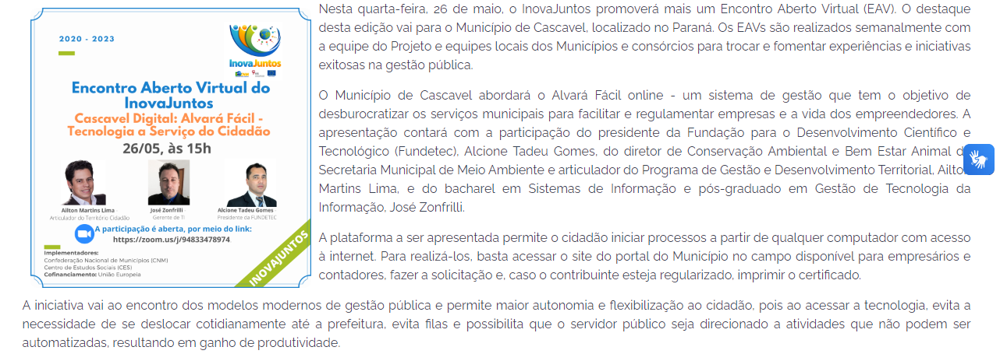 2020 - 2023
InovaJuntos
Encontro Aberto Virtual do
InovaJuntos
Cascavel Digital: Alvará Fácil -
Tecnologia a Serviço do Cidadão
26/05, às 15h
Ailton Martins Lima
Articulador do Território Cidadão
José Zonfrilli
Gerente de TI
Alcione Tadeu Gomes
Presidente da FUNDETEC
A participação é aberta, por meio do link:
https://zoom.us/j/94833478974
Implementadores:
Confederação Nacional de Municípios (CNM)
Centro de Estudos Sociais (CES)
Cofinanciamento: União Europeia
INOVAJUNTOS
Nesta quarta-feira, 26 de maio, o InovaJuntos promoverá mais um Encontro Aberto Virtual (EAV). O destaque
desta edição vai para o Município de Cascavel, localizado no Paraná. Os EAVs são realizados semanalmente com
a equipe do Projeto e equipes locais dos Municípios e consórcios para trocar e fomentar experiências e iniciativas
exitosas na gestão pública.
O Município de Cascavel abordará o Alvará Fácil online - um sistema de gestão que tem o objetivo de
desburocratizar os serviços municipais para facilitar e regulamentar empresas e a vida dos empreendedores. A
apresentação contará com a participação do presidente da Fundação para o Desenvolvimento Científico e
Tecnológico (Fundetec), Alcione Tadeu Gomes, do diretor de Conservação Ambiental e Bem Estar Animal d
Secretaria Municipal de Meio Ambiente e articulador do Programa de Gestão e Desenvolvimento Territorial, Ailto
Martins Lima, e do bacharel em Sistemas de Informação e pós-graduado em Gestão de Tecnologia da
Informação, José Zonfrilli.
A plataforma a ser apresentada permite o cidadão iniciar processos a partir de qualquer computador com acesso
à internet. Para realizá-los, basta acessar o site do portal do Município no campo disponível para empresários e
contadores, fazer a solicitação e, caso o contribuinte esteja regularizado, imprimir o certificado.
A iniciativa vai ao encontro dos modelos modernos de gestão pública e permite maior autonomia e flexibilização ao cidadão, pois ao acessar a tecnologia, evita a
necessidade de se deslocar cotidianamente até a prefeitura, evita filas e possibilita que o servidor público seja direcionado a atividades que não podem ser
automatizadas, resultando em ganho de produtividade.